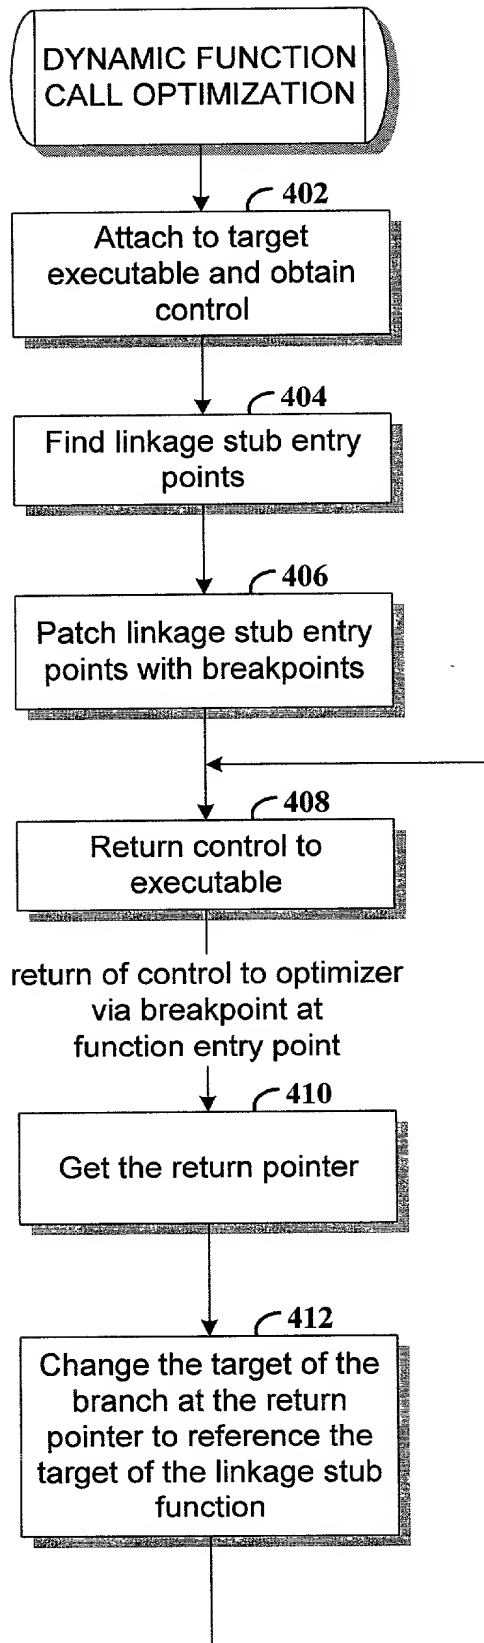 DYNAMIC FUNCTION
CALL OPTIMIZATION
402
Attach to target
executable and obtain
control
404
Find linkage stub entry
points
406
Patch linkage stub entry
points with breakpoints
408
Return control to
executable
return of control to optimizer
via breakpoint at
function entry point
410
Get the return pointer
412
Change the target of the
branch at the return
pointer to reference the
target of the linkage stub
function